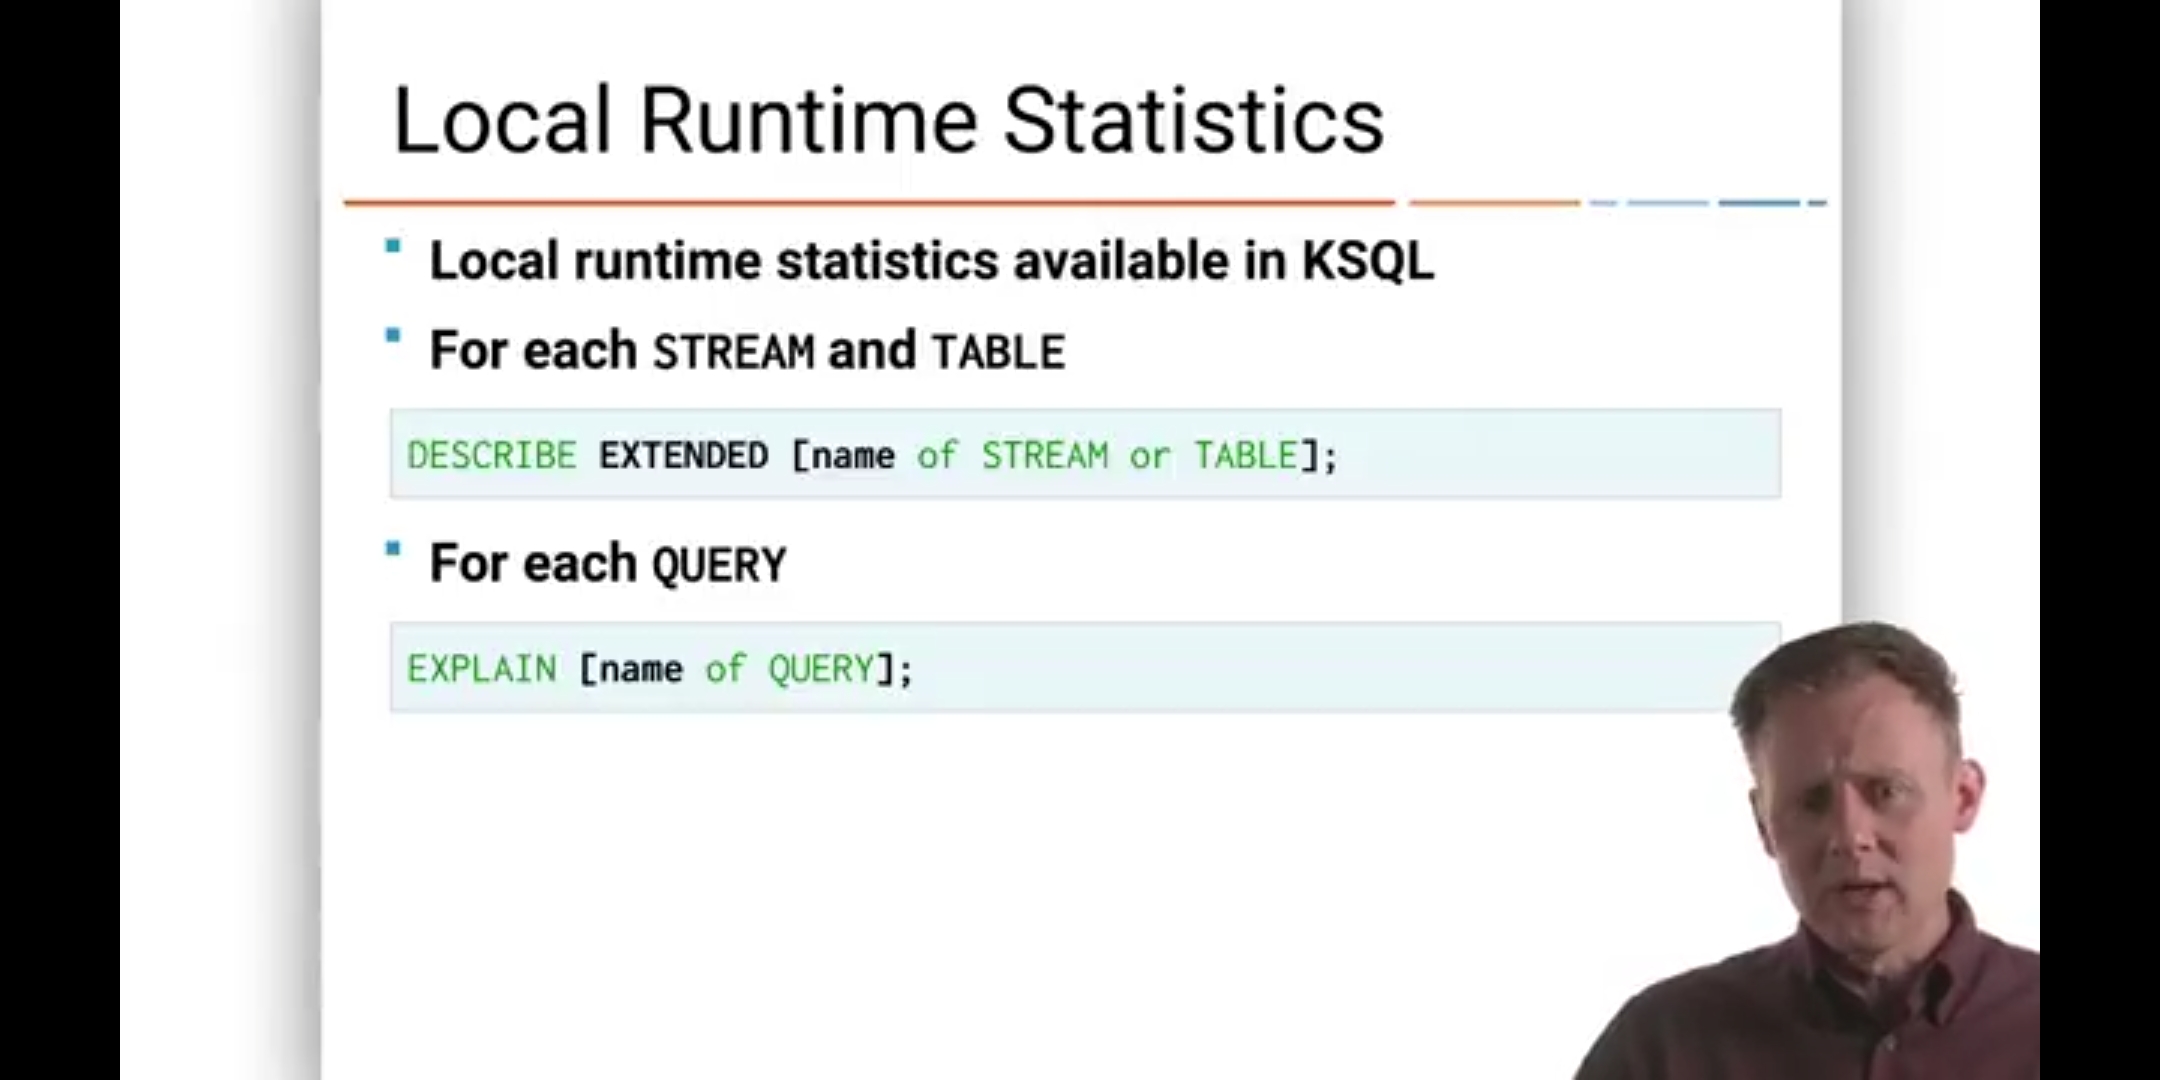 Local Runtime Statistics
Local runtime statistics available in KSQL
For each STREAM and TABLE
DESCRIBE EXTENDED [name of STREAM or TABLE];
For each QUERY
EXPLAIN [name of QUERY];